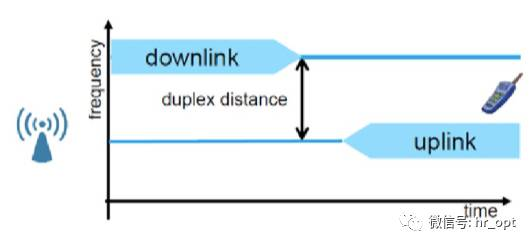 downlink
frequency
duplex distance
uplink
time
微信号: hr_opt